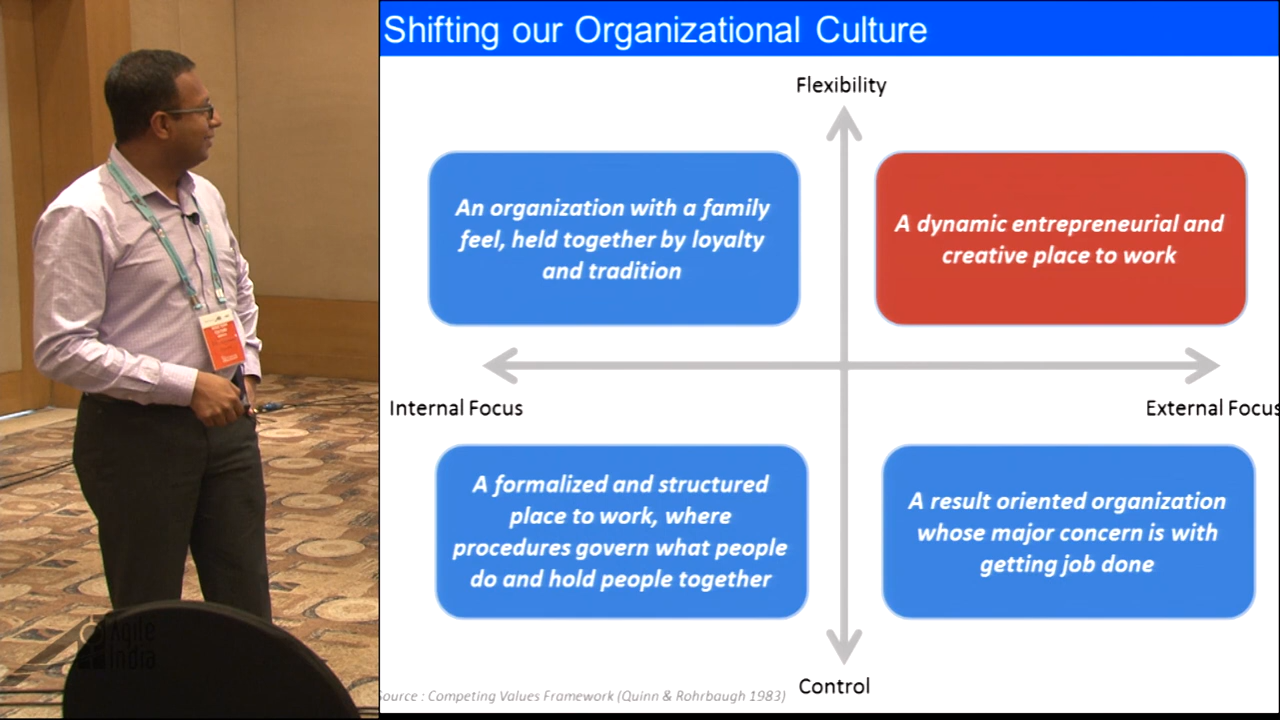 Shifting our Organizational Culture
Flexibility
An organization with a family
feel, held together by loyalty
and tradition
A dynamic entrepreneurial and
creative place to work
Internal Focus
External Focus
A formalized and structured
place to work, where
procedures govern what people
do and hold people together
A result oriented organization
whose major concern is with
getting job done
Control
Source : Competing Values Framework (Quinn & Rohrbaugh 1983)
Agile
India